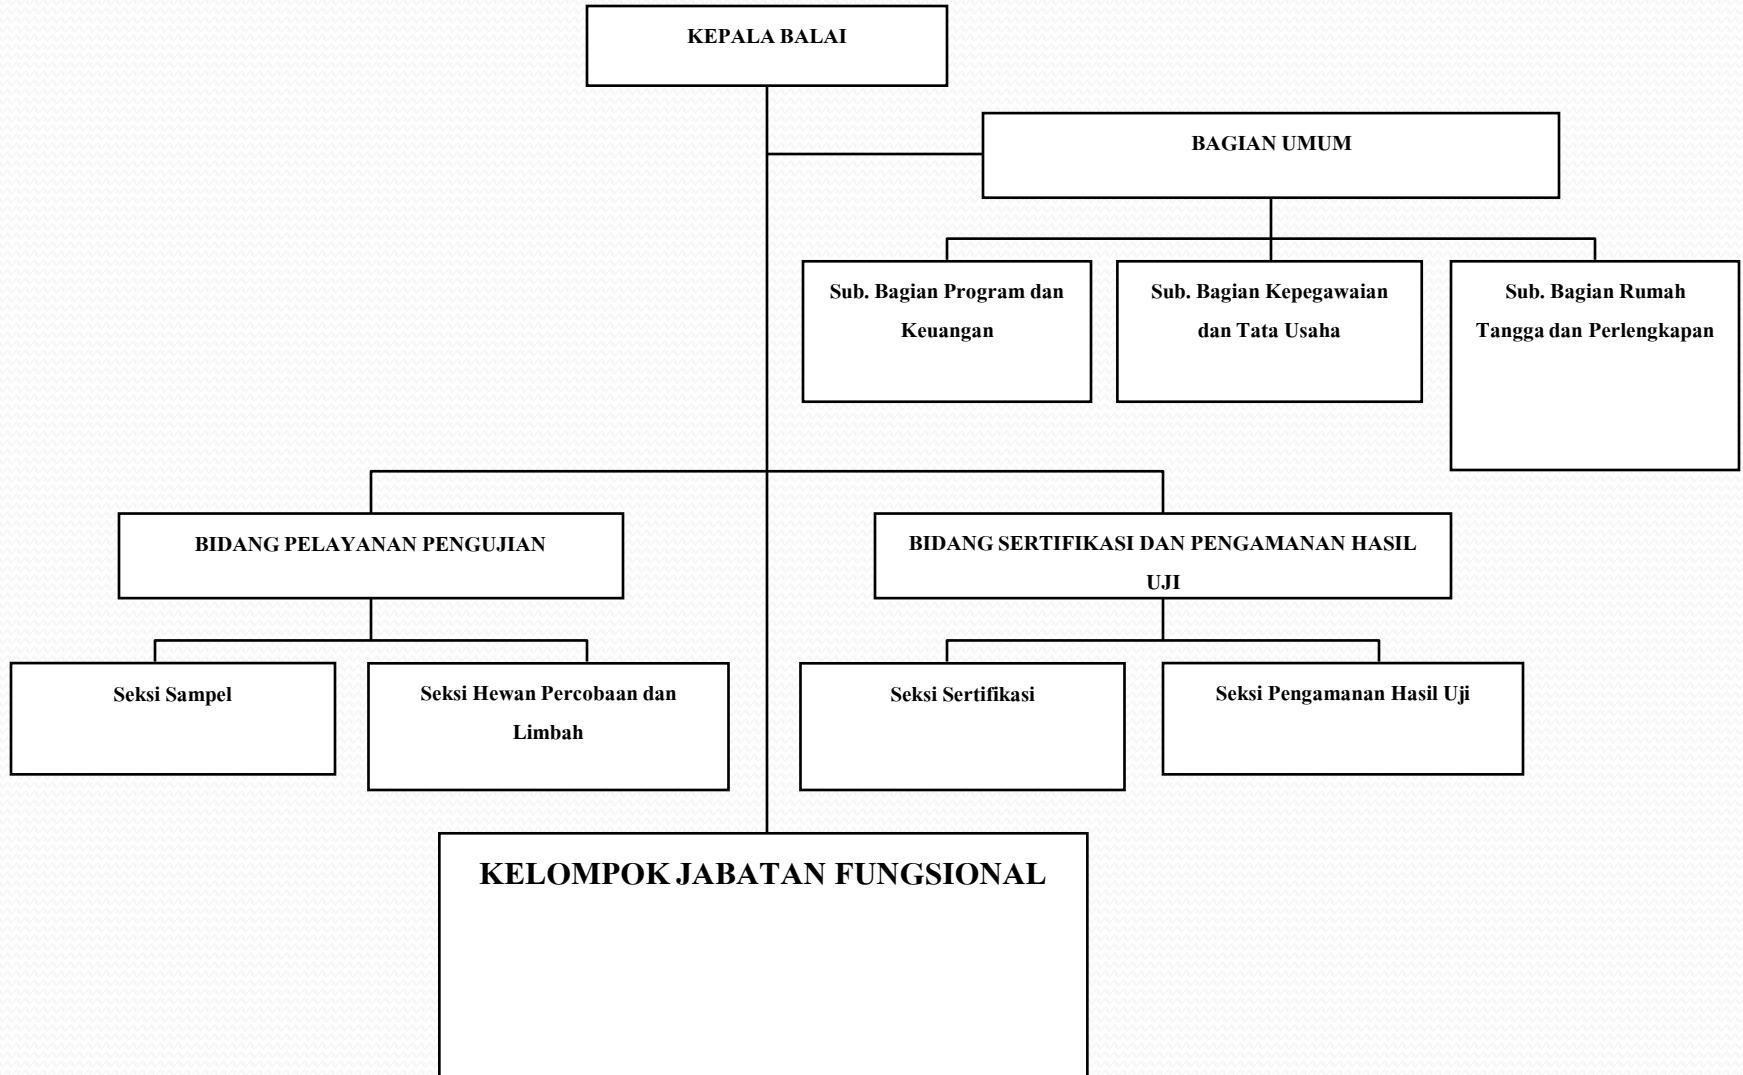 KEPALA BALAI
BAGIAN UMUM
Sub. Bagian Program dan
Keuangan
Sub. Bagian Kepegawaian
dan Tata Usaha
Sub. Bagian Rumah
Tangga dan Perlengkapan
BIDANG PELAYANAN PENGUJIAN
BIDANG SERTIFIKASI DAN PENGAMANAN HASIL
UJI
Seksi Sampel
Seksi Hewan Percobaan dan
Limbah
Seksi Sertifikasi
Seksi Pengamanan Hasil Uji
KELOMPOK JABATAN FUNGSIONAL